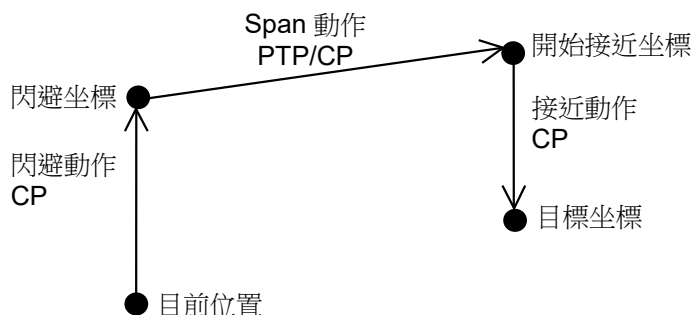 Span 動作
PTP/CP
開始接近坐標
閃避坐標
接近動作
CP
閃避動作
CP
目標坐標
目前位置